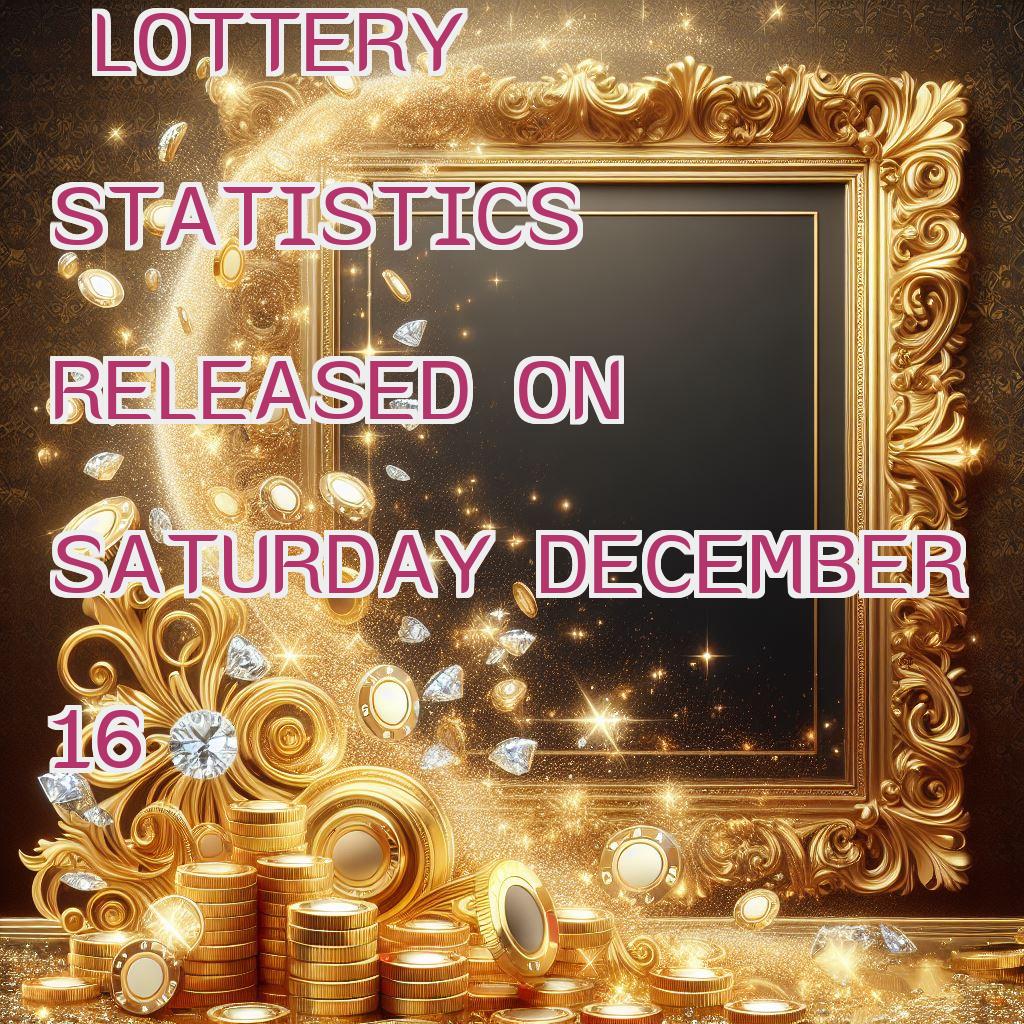 LOTTERY
STATISTICS
RELEASED ON
SATURDAY DECEMBER
16